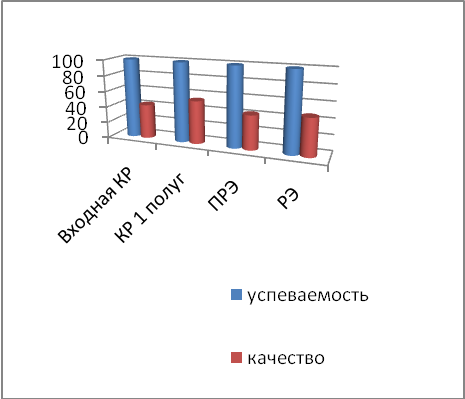 100
80
60
40
20
0
Входная КР
КР 1 полуг
ПРЭ
РЭ
успеваемость
качество